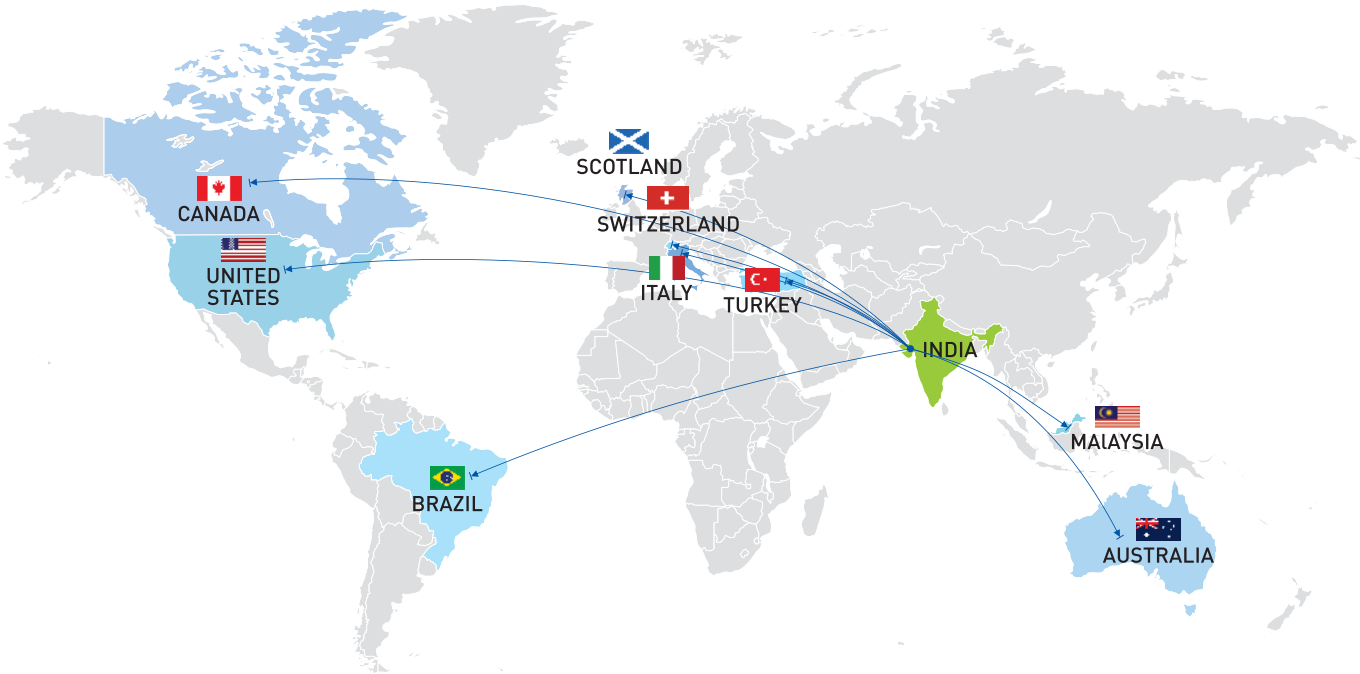 SCOTLAND
CANADA
SWITZERLAND
UNITED
STATES
ITALY
TURKEY
INDIA
MALAYSIA
BRAZIL
AUSTRALIA